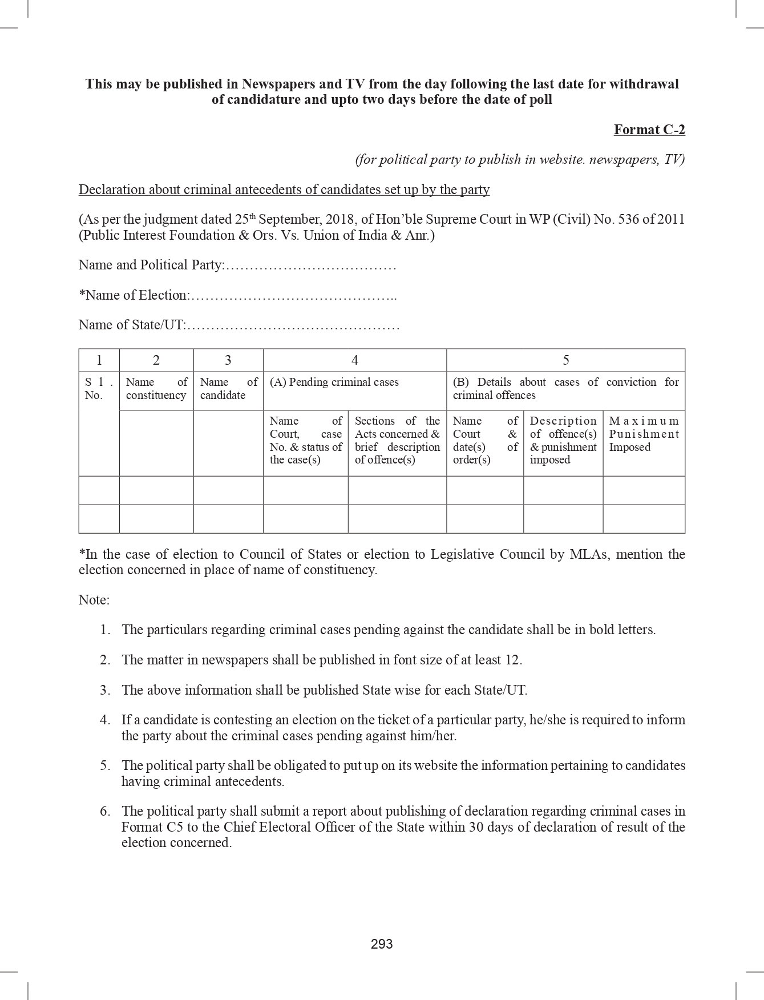 This may be published in Newspapers and TV from the day following the last date for withdrawal
of candidature and upto two days before the date of poll
Format C-2
(for political party to publish in website. newspapers, TV)
Declaration about criminal antecedents of candidates set up by the party
(As per the judgment dated 25th September, 2018, of Hon’ble Supreme Court in WP (Civil) No. 536 of 2011
(Public Interest Foundation & Ors. Vs. Union of India & Anr.)
Name and Political Party:………………………………
*Name of Election:……………………………………..
Name of State/UT:………………………………………
1 2 3 4 5
Sl. No.
Name of constituency
Name of candidate
(A) Pending criminal cases
(B) Details about cases of conviction for
criminal offences
Name of
Court, case
No. & status of
the case(s)
Sections of the
Acts concerned &
brief description
of offence(s)
Name of
Court &
date(s) of
order(s)
Description
of offence(s)
& punishment
imposed
Maximum
Punishment
Imposed
*In the case of election to Council of States or election to Legislative Council by MLAs, mention the
election concerned in place of name of constituency.
Note:
1. The particulars regarding criminal cases pending against the candidate shall be in bold letters.
2. The matter in newspapers shall be published in font size of at least 12.
3. The above information shall be published State wise for each State/UT.
4. If a candidate is contesting an election on the ticket of a particular party, he/she is required to inform
the party about the criminal cases pending against him/her.
5. The political party shall be obligated to put up on its website the information pertaining to candidates
having criminal antecedents.
6. The political party shall submit a report about publishing of declaration regarding criminal cases in
Format C5 to the Chief Electoral Officer of the State within 30 days of declaration of result of the
election concerned.
293